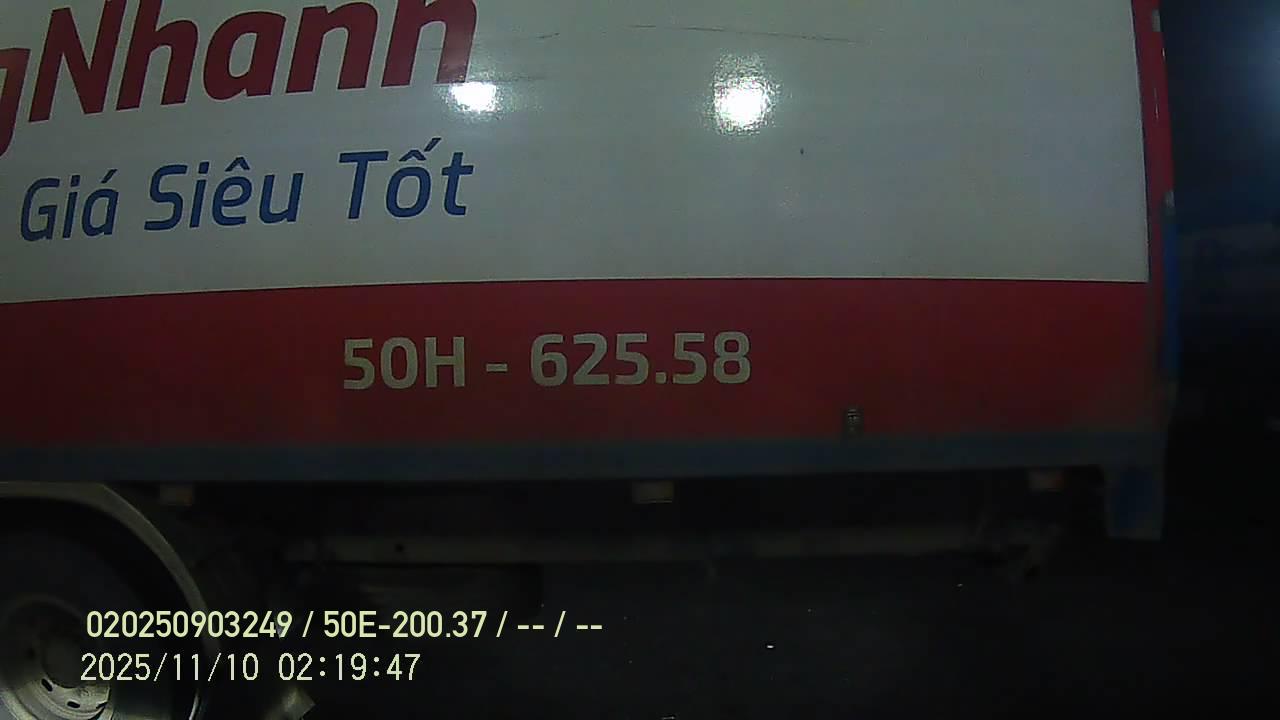 gNhanh
Giá Siêu Tốt
50H - 625.58
020250903249 / 50E-200.37 / -- / --
2025/11/10 02:19:47